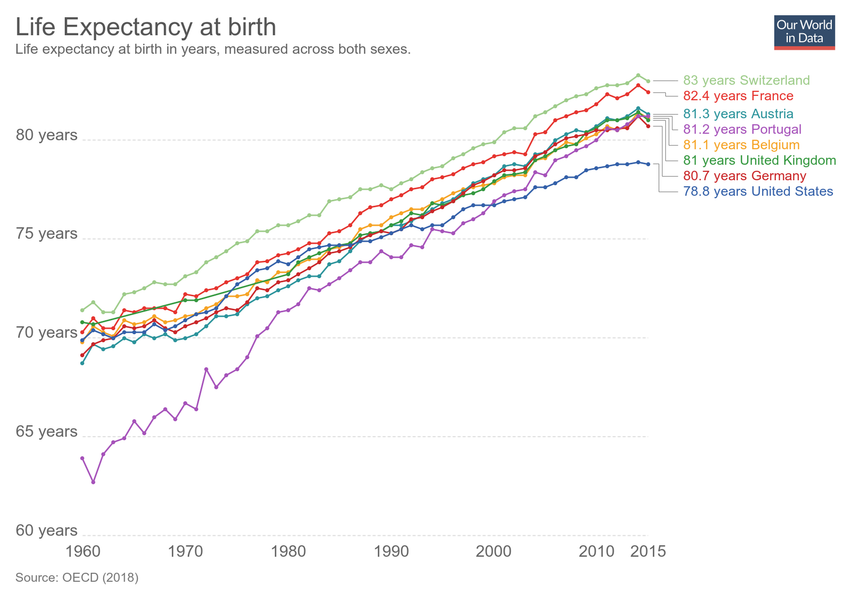 Life Expectancy at birth
Life expectancy at birth in years, measured across both sexes.
Our World
in Data
83 years Switzerland
82.4 years France
81.3 years Austria
81.2 years Portugal
81.1 years Belgium
81 years United Kingdom
80.7 years Germany
78.8 years United States
80 years
75 years
70 years
65 years
60 years
1960 1970 1980 1990 2000 2010 2015
Source: OECD (2018)